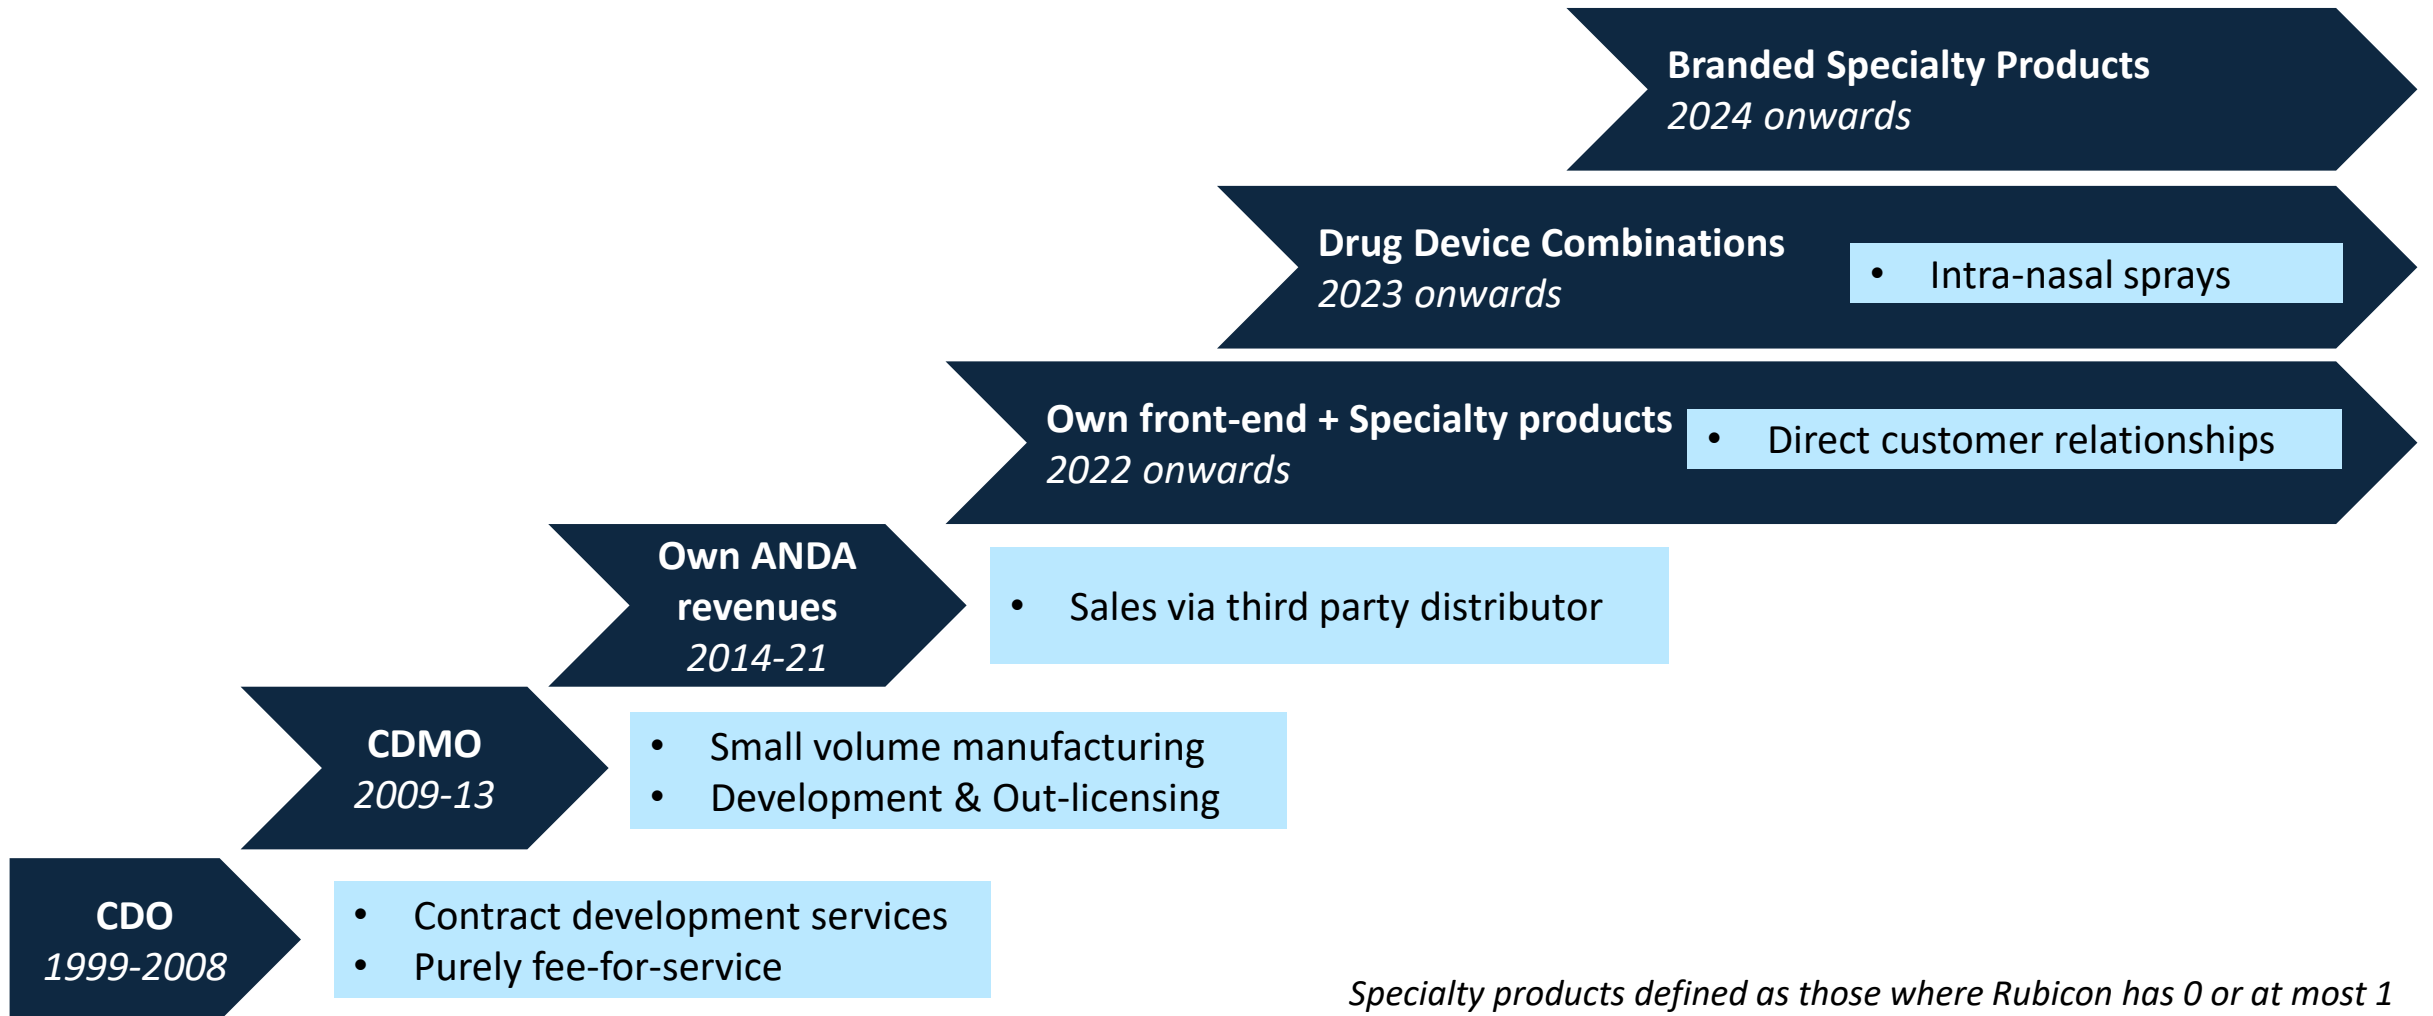 Branded Specialty Products
2024 onwards
Drug Device Combinations
2023 onwards
• Intra-nasal sprays
Own front-end + Specialty products
2022 onwards
• Direct customer relationships
Own ANDA
revenues
2014-21
• Sales via third party distributor
CDMO
2009-13
• Small volume manufacturing
• Development & Out-licensing
CDO
1999-2008
• Contract development services
• Purely fee-for-service
Specialty products defined as those where Rubicon has 0 or at most 1